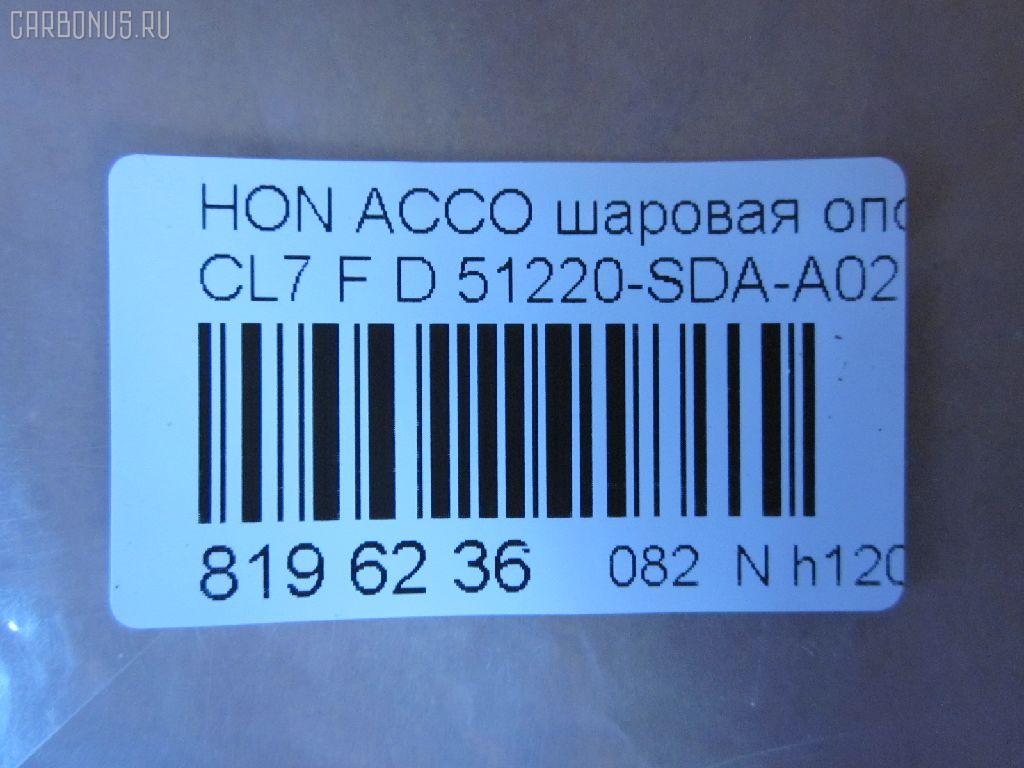 CARBONUS.RU
HON ACCO шаровая опо
CL7 F D 51220-SDA-A02
819 62 36 082 N h120